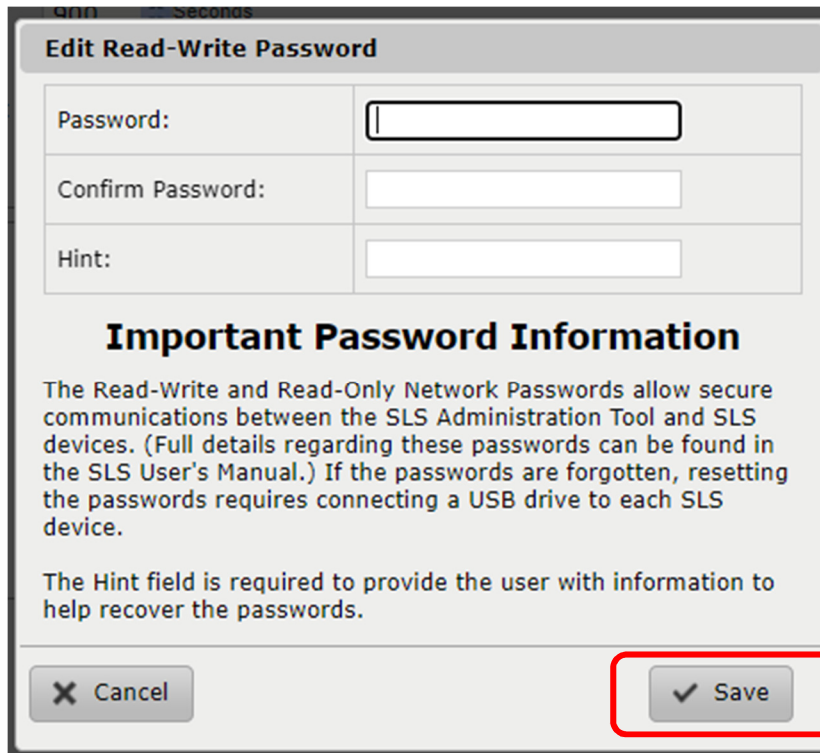 900 Seconds
Edit Read-Write Password
Password:
Confirm Password:
Hint:
Important Password Information
The Read-Write and Read-Only Network Passwords allow secure
communications between the SLS Administration Tool and SLS
devices. (Full details regarding these passwords can be found in
the SLS User's Manual.) If the passwords are forgotten, resetting
the passwords requires connecting a USB drive to each SLS
device.
The Hint field is required to provide the user with information to
help recover the passwords.
Cancel Save